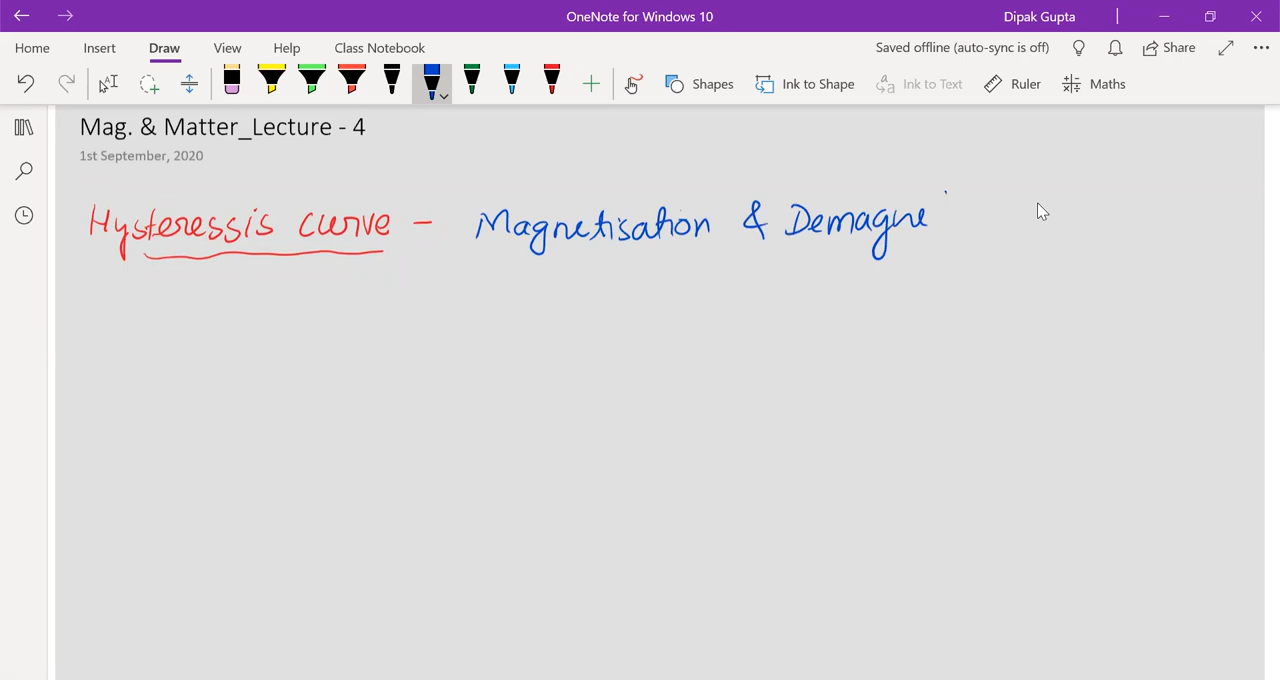 OneNote for Windows 10
Dipak Gupta
Home Insert Draw View Help Class Notebook
Saved offline (auto-sync is off) Share
Shapes Ink to Shape Ink to Text Ruler Maths
Mag. & Matter_Lecture - 4
1st September, 2020
Hysteressis curve - Magnetisation & Demagne